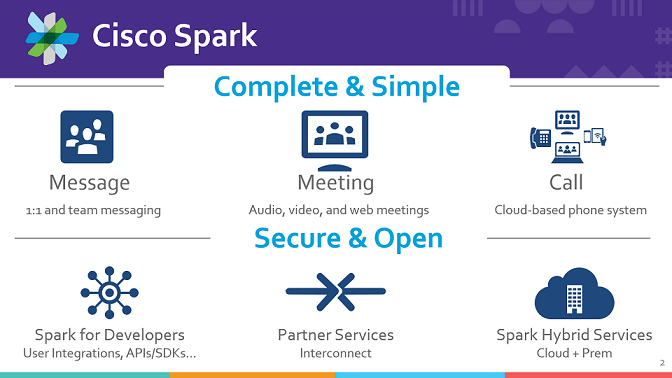 Cisco Spark
Complete & Simple
Message
Meeting
Call
1:1 and team messaging
Audio, video, and web meetings
Cloud-based phone system
Secure & Open
Spark for Developers
Partner Services
Spark Hybrid Services
User Integrations, APIs/SDKs...
Interconnect
Cloud + Prem
2